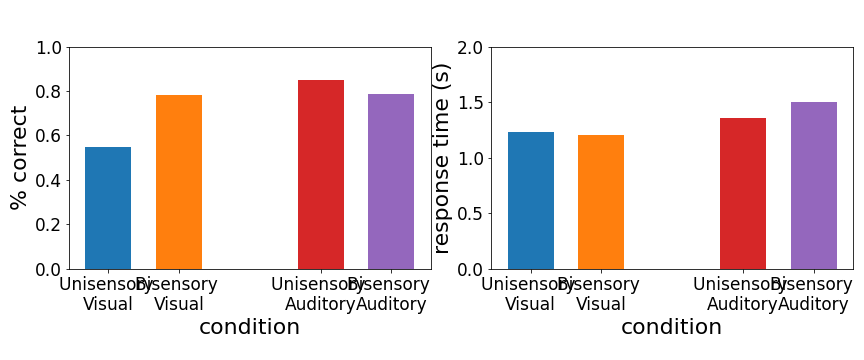 % correct
1.0
0.8
0.6
0.4
0.2
0.0
Unisensory Visual
Bisensory Visual
Unisensory Auditory
Bisensory Auditory
condition
response time (s)
2.0
1.5
1.0
0.5
0.0
Unisensory Visual
Bisensory Visual
Unisensory Auditory
Bisensory Auditory
condition